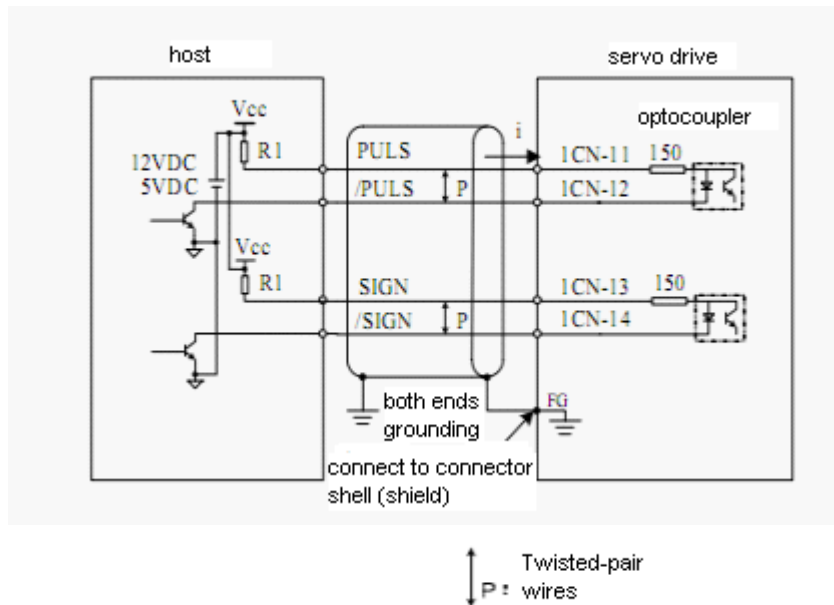 host
servo drive
optocoupler
Vcc
R1
12VDC
5VDC
PULS
i
1CN-11
150
/PULS
P
1CN-12
Vcc
R1
SIGN
1CN-13
150
/SIGN
P
1CN-14
both ends
grounding
FG
connect to connector
shell (shield)
Twisted-pair
P: wires